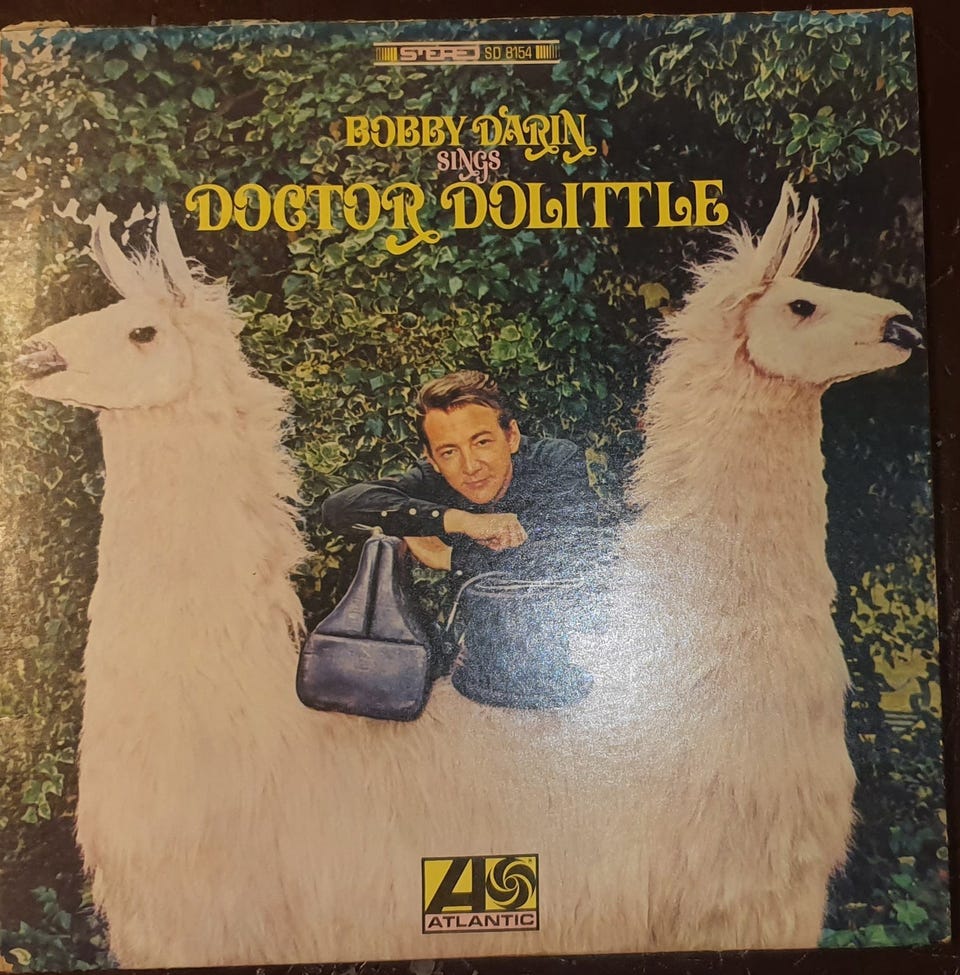 STEREO SD 8154
BOBBY DARIN
SINGS
DOCTOR DOLITTLE
ATLANTIC